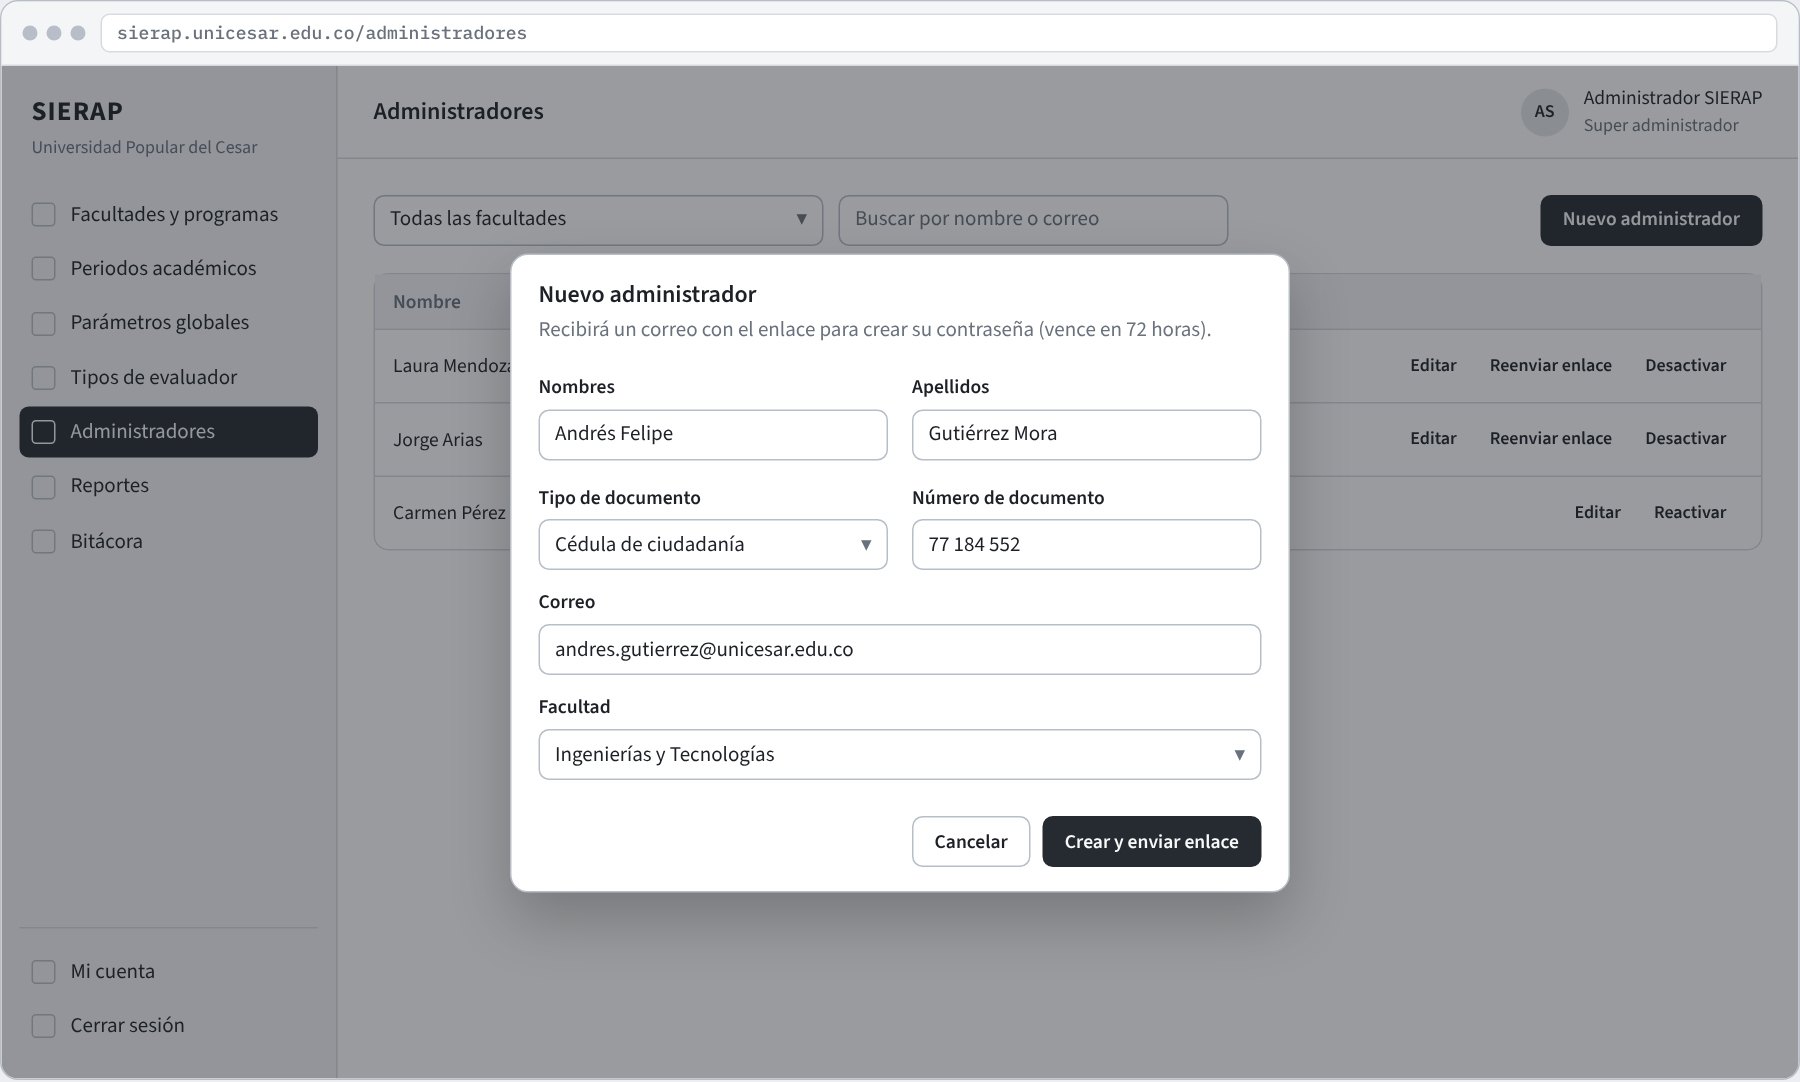 sierap.unicesar.edu.co/administradores
SIERAP
Universidad Popular del Cesar
Facultades y programas
Periodos académicos
Parámetros globales
Tipos de evaluador
Administradores
Reportes
Bitácora
Mi cuenta
Cerrar sesión
Administradores
AS
Administrador SIERAP
Super administrador
Todas las facultades
Buscar por nombre o correo
Nuevo administrador
Nombre
Laura Mendoza
Editar Reenviar enlace Desactivar
Jorge Arias
Editar Reenviar enlace Desactivar
Carmen Pérez
Editar Reactivar
Nuevo administrador
Recibirá un correo con el enlace para crear su contraseña (vence en 72 horas).
Nombres
Andrés Felipe
Apellidos
Gutiérrez Mora
Tipo de documento
Cédula de ciudadanía
Número de documento
77 184 552
Correo
andres.gutierrez@unicesar.edu.co
Facultad
Ingenierías y Tecnologías
Cancelar
Crear y enviar enlace